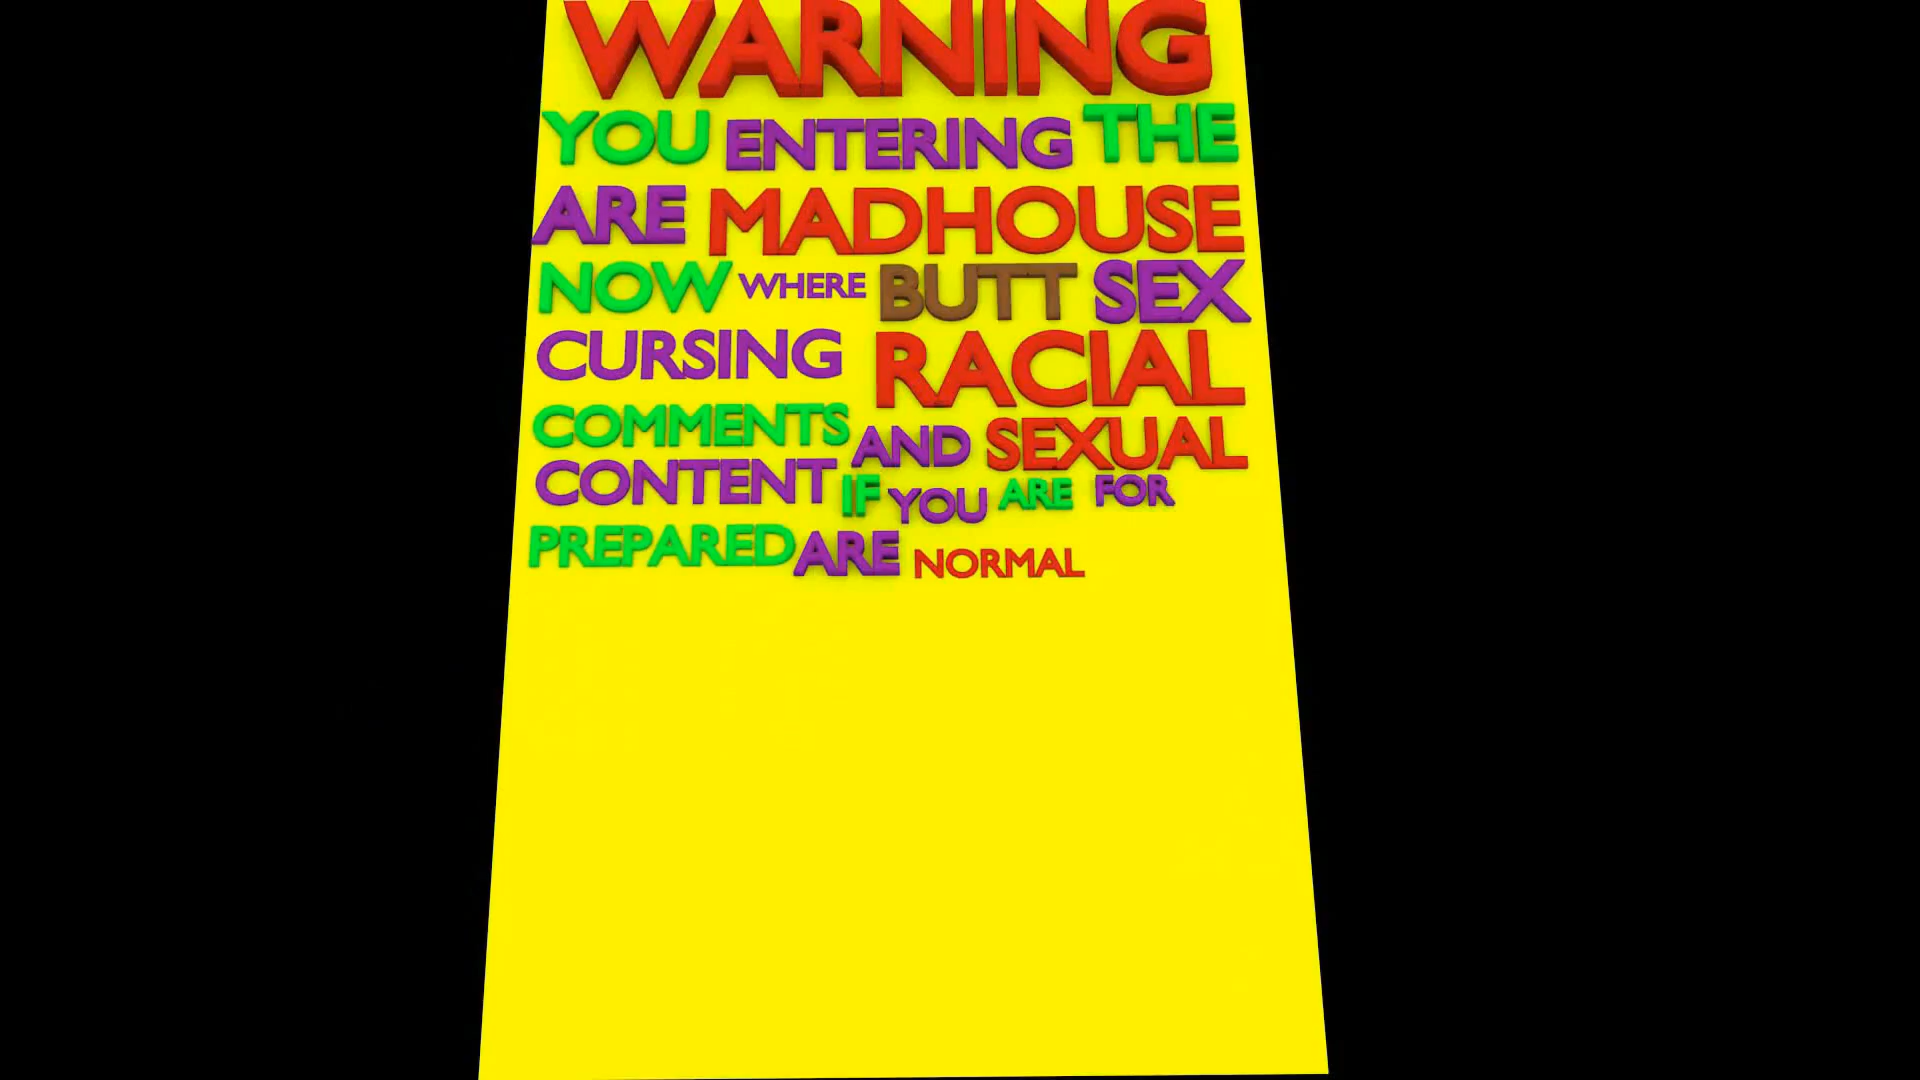 WARNING
YOU ENTERING THE
ARE MADHOUSE
NOW WHERE BUTT SEX
CURSING RACIAL
COMMENTS AND SEXUAL
CONTENT IF YOU ARE FOR
PREPARED ARE NORMAL